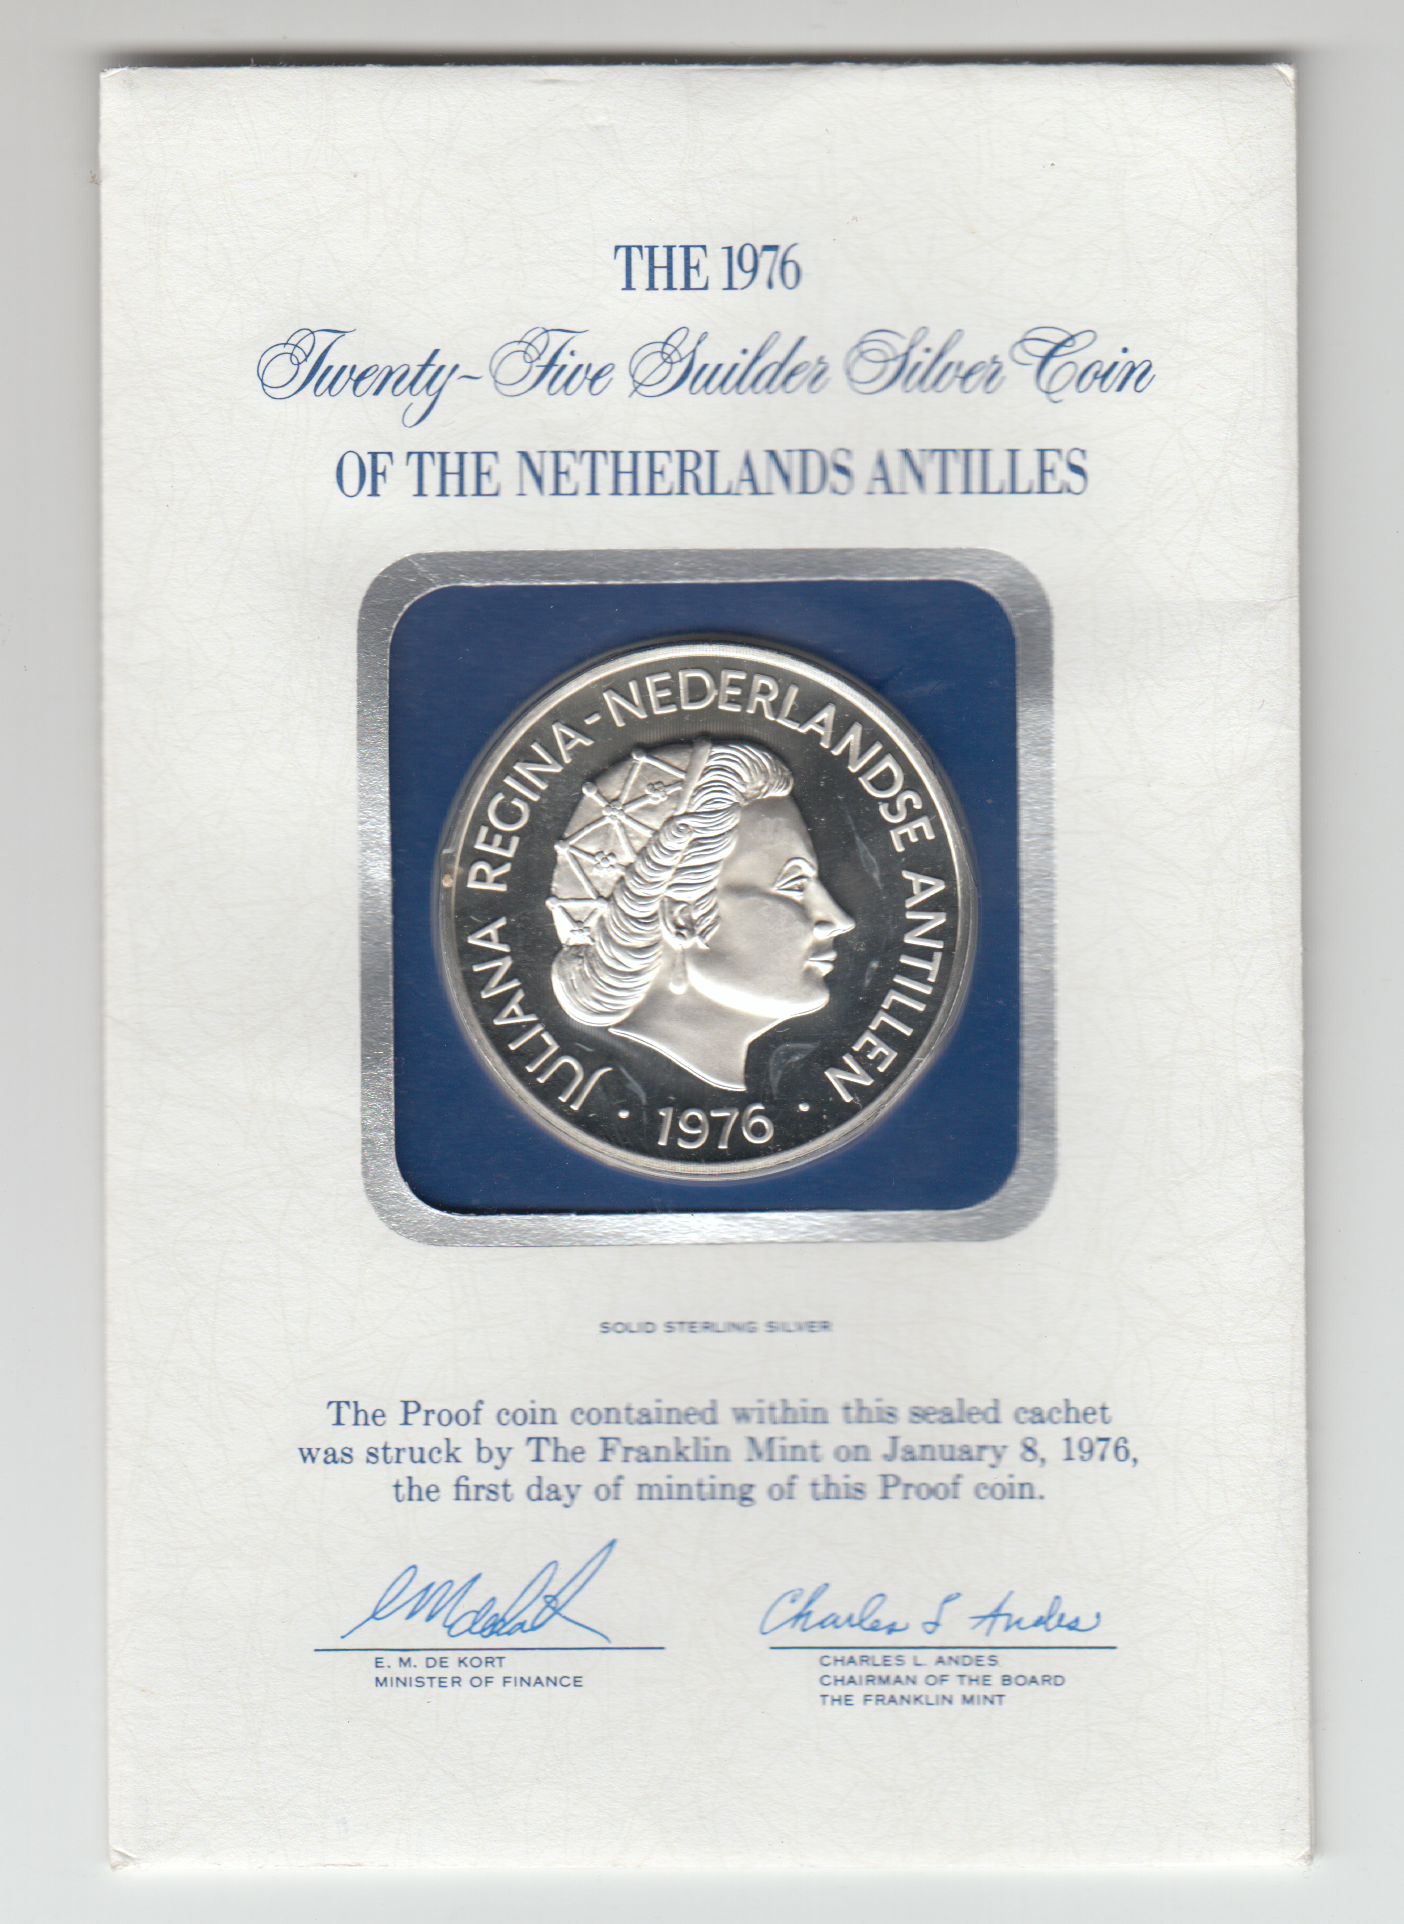 THE 1976
Twenty-Five Guilder Silver Coin
OF THE NETHERLANDS ANTILLES
JULIANA REGINA-NEDERLANDSE ANTILLEN
· 1976 ·
SOLID STERLING SILVER
The Proof coin contained within this sealed cachet
was struck by The Franklin Mint on January 8, 1976,
the first day of minting of this Proof coin.
Charles L Andes
E. M. DE KORT
MINISTER OF FINANCE
CHARLES L. ANDES
CHAIRMAN OF THE BOARD
THE FRANKLIN MINT